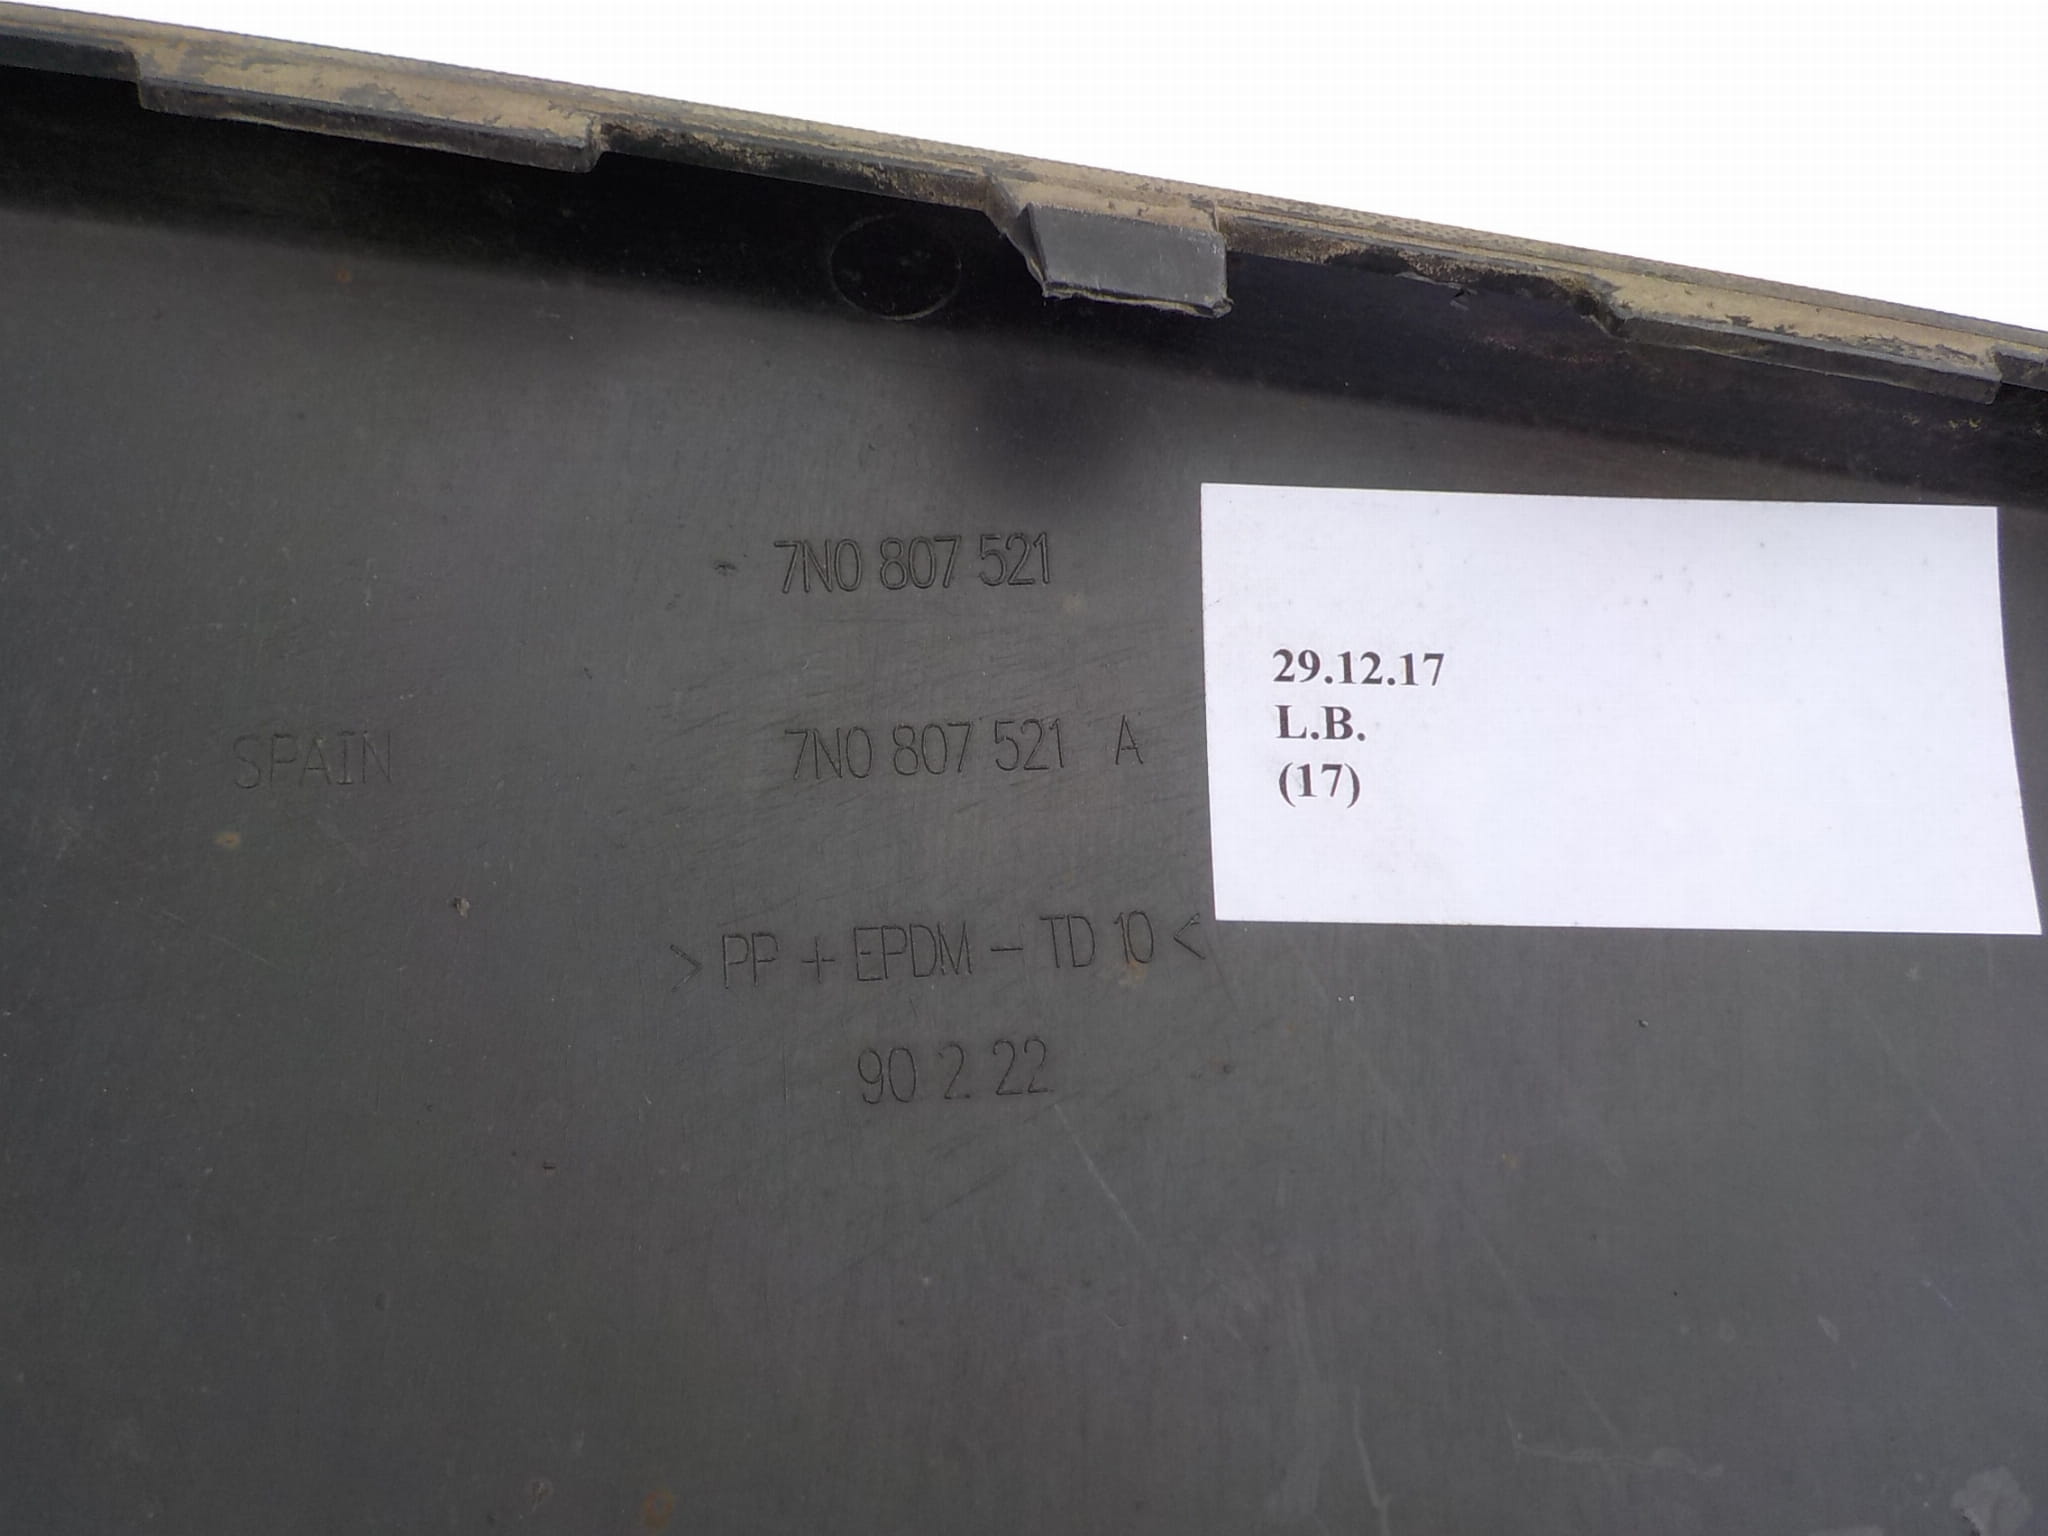 7N0 807 521
SPAIN
7N0 807 521 A
> PP + EPDM - TD 10 <
90 2 22
29.12.17
L.B.
(17)